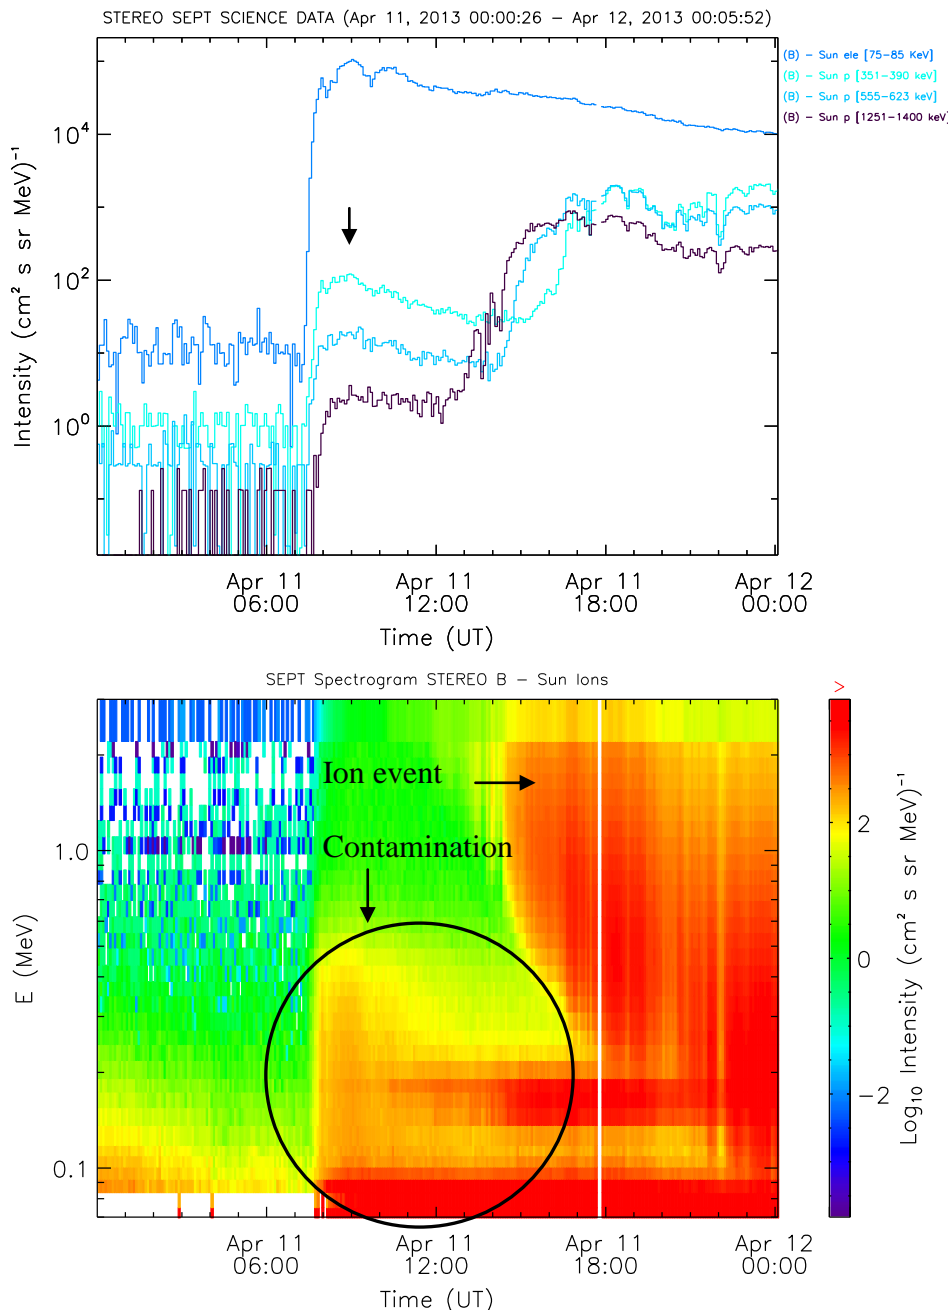 STEREO SEPT SCIENCE DATA (Apr 11, 2013 00:00:26 – Apr 12, 2013 00:05:52)
(B) – Sun ele [75–85 KeV]
(B) – Sun p [351–390 keV]
(B) – Sun p [555–623 keV]
(B) – Sun p [1251–1400 keV]
Intensity (cm² s sr MeV)⁻¹
10⁴
10²
10⁰
Apr 11 Apr 11 Apr 11 Apr 12
06:00 12:00 18:00 00:00
Time (UT)
SEPT Spectrogram STEREO B – Sun Ions
>
E (MeV)
1.0
0.1
Ion event
Contamination
Apr 11 Apr 11 Apr 11 Apr 12
06:00 12:00 18:00 00:00
Time (UT)
2
0
−2
Log₁₀ Intensity (cm² s sr MeV)⁻¹